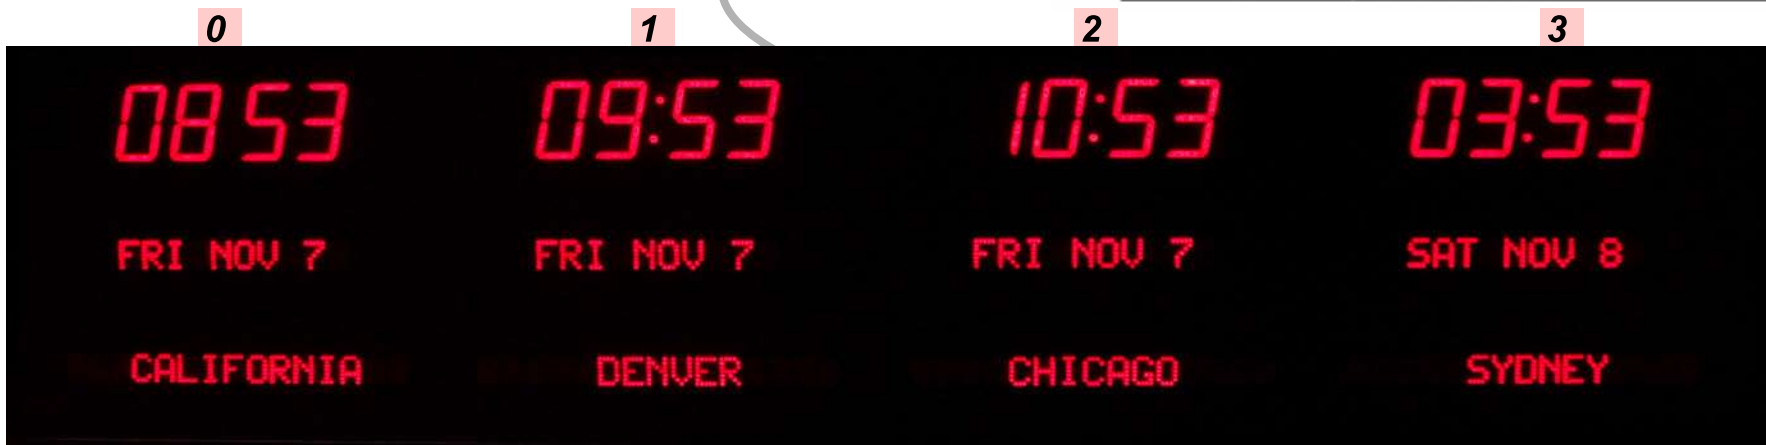 0 1 2 3
08 53 09:53 10:53 03:53
FRI NOV 7 FRI NOV 7 FRI NOV 7 SAT NOV 8
CALIFORNIA DENVER CHICAGO SYDNEY